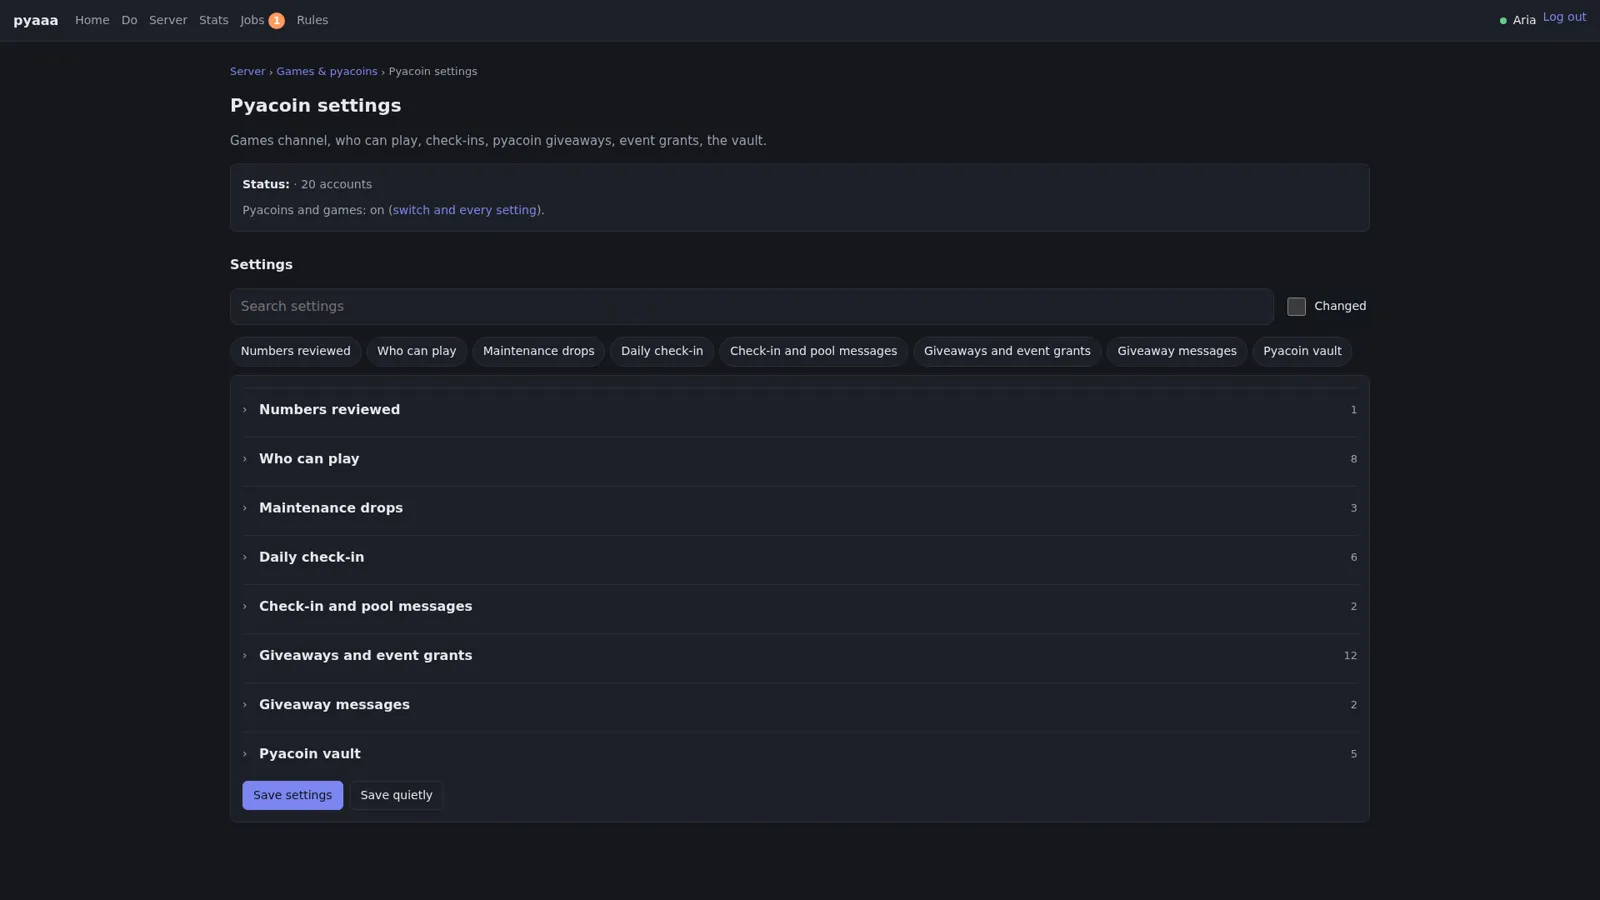 pyaaa Home Do Server Stats Jobs 1 Rules Aria Log out
Server › Games & pyacoins › Pyacoin settings
Pyacoin settings
Games channel, who can play, check-ins, pyacoin giveaways, event grants, the vault.
Status: · 20 accounts
Pyacoins and games: on (switch and every setting).
Settings
Search settings Changed
Numbers reviewed Who can play Maintenance drops Daily check-in Check-in and pool messages Giveaways and event grants Giveaway messages Pyacoin vault
› Numbers reviewed 1
› Who can play 8
› Maintenance drops 3
› Daily check-in 6
› Check-in and pool messages 2
› Giveaways and event grants 12
› Giveaway messages 2
› Pyacoin vault 5
Save settings Save quietly